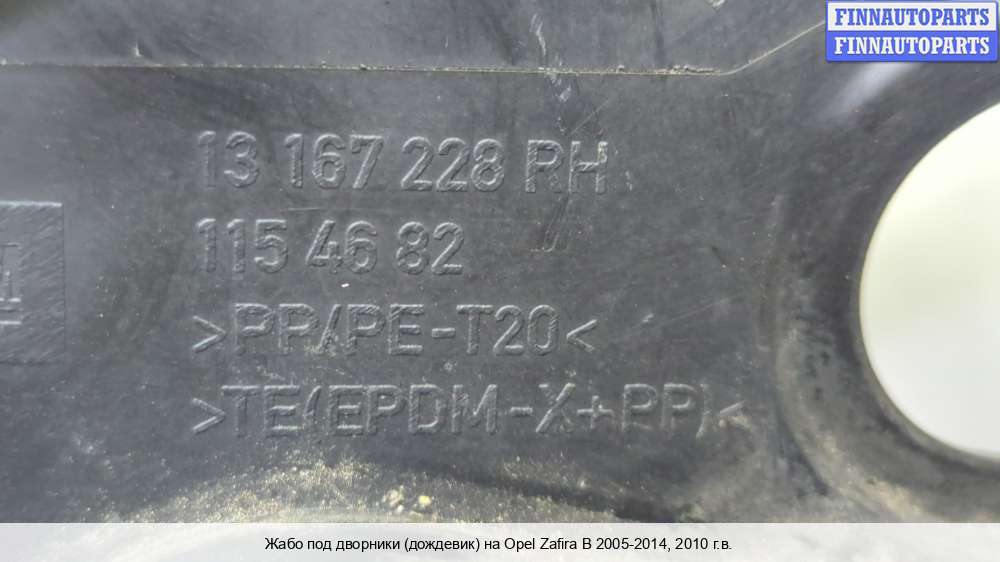 FINNAUTOPARTS
FINNAUTOPARTS
13 167 228 RH
115 46 82
>PP/PE-T20<
>TE(EPDM-X+PP)<
Жабо под дворники (дождевик) на Opel Zafira B 2005-2014, 2010 г.в.